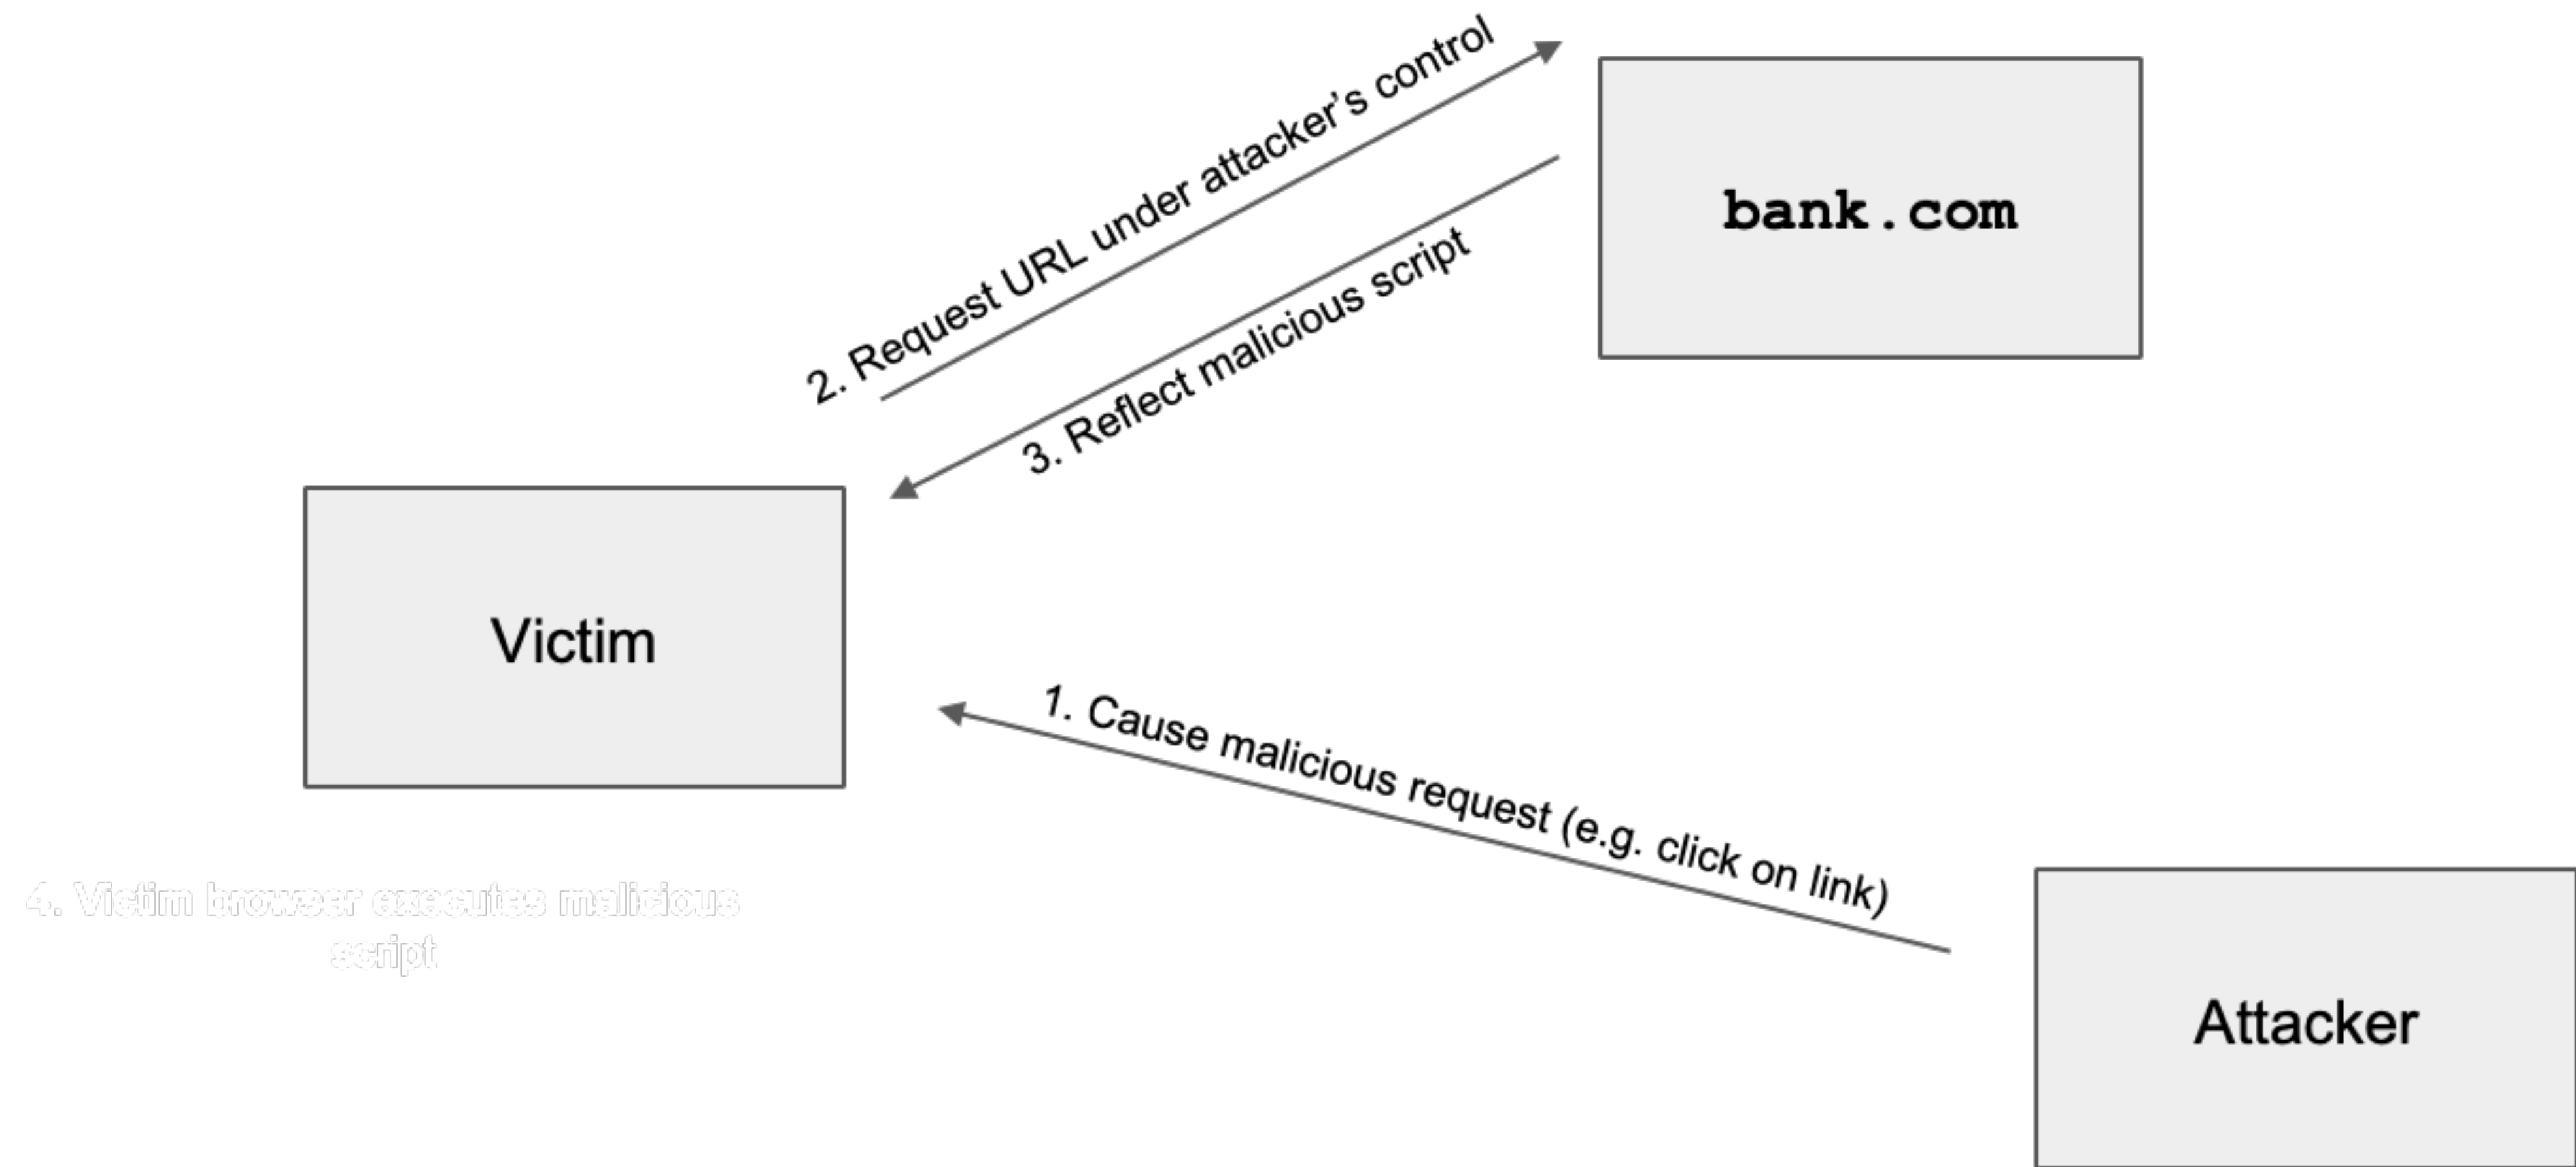 2. Request URL under attacker’s control
bank.com
3. Reflect malicious script
Victim
1. Cause malicious request (e.g. click on link)
4. Victim browser executes malicious
script
Attacker